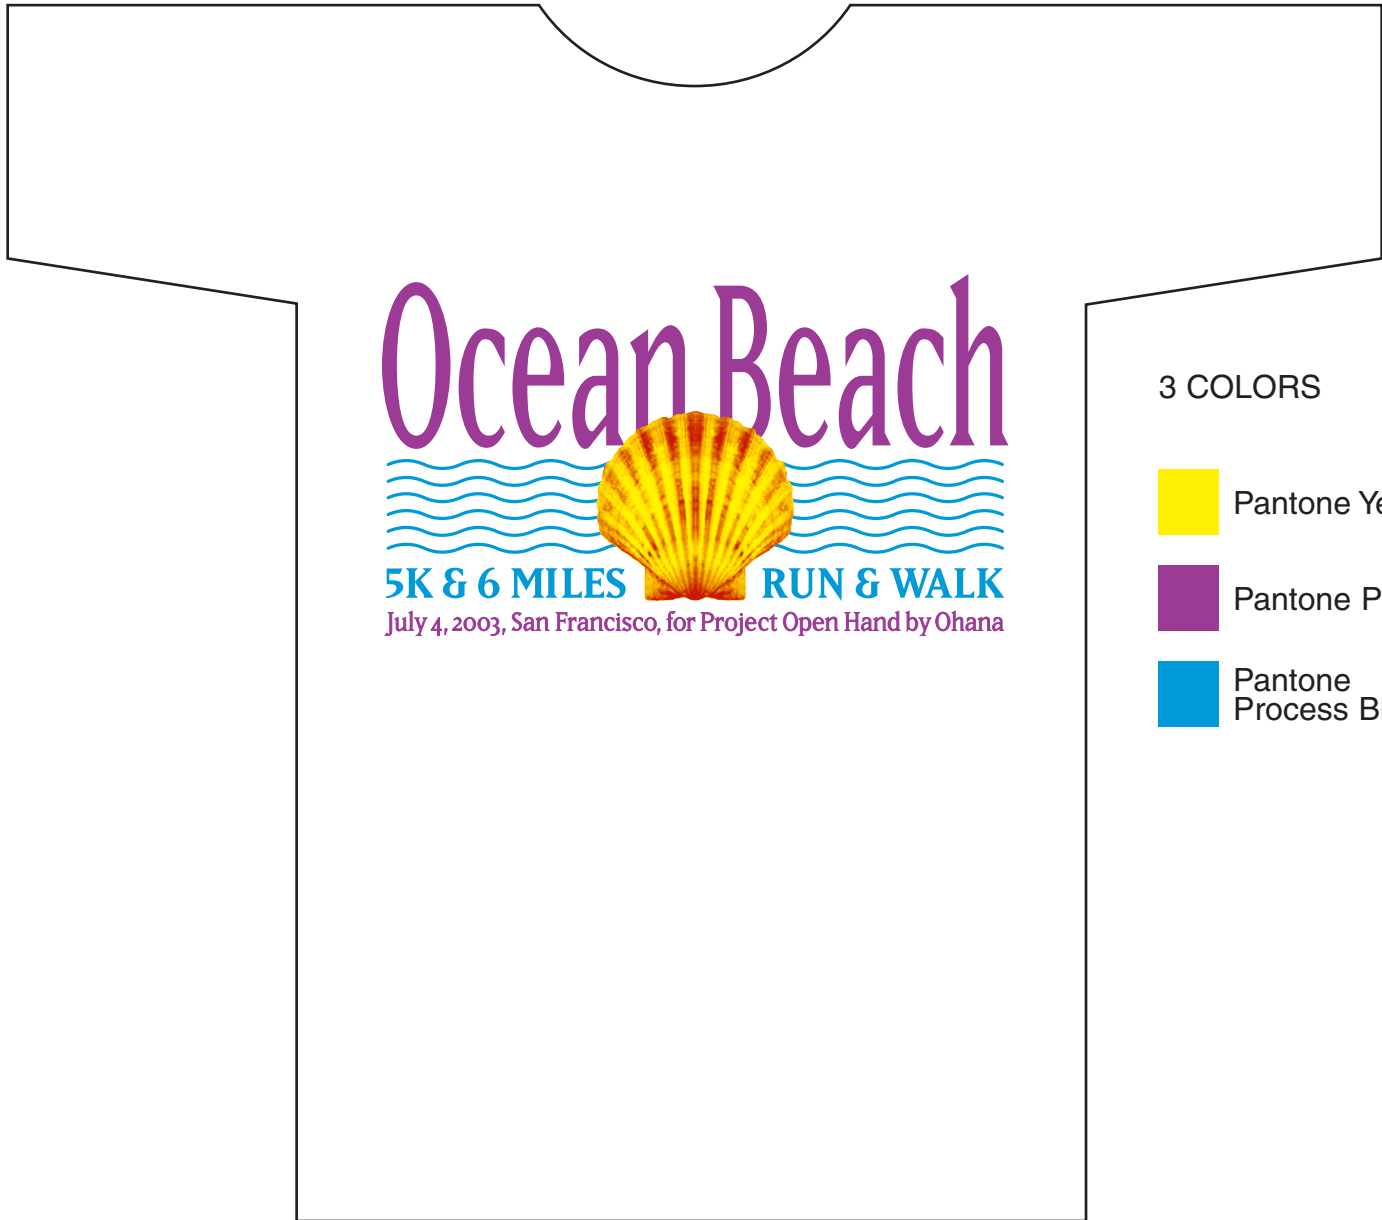 Ocean Beach
5K & 6 MILES RUN & WALK
July 4, 2003, San Francisco, for Project Open Hand by Ohana
3 COLORS
Pantone
Pantone
Pantone
Process